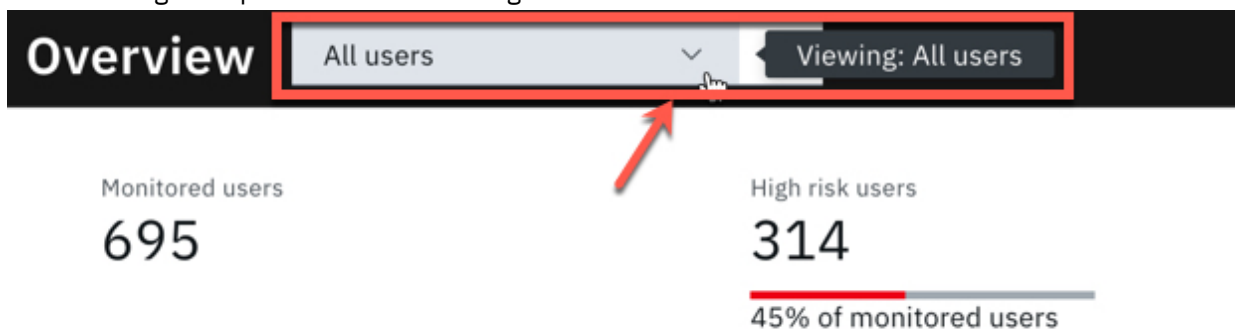 Overview All users Viewing: All users
Monitored users High risk users
695 314
45% of monitored users